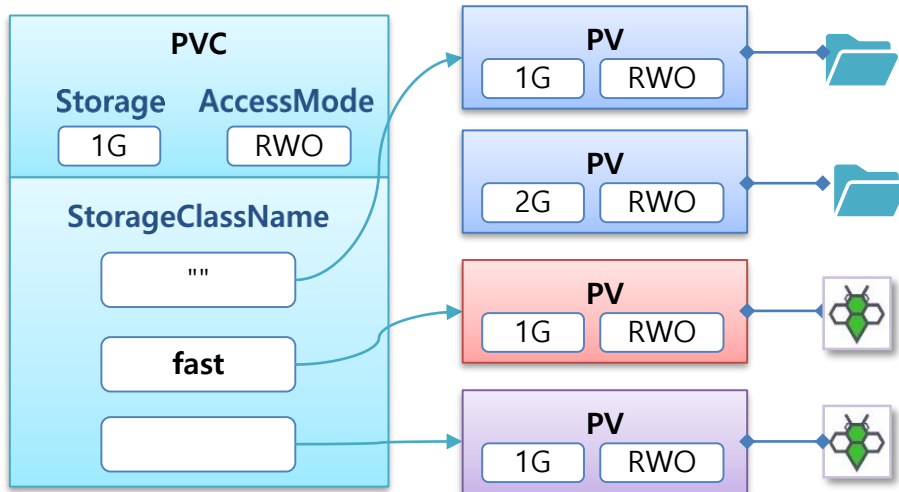 PVC
Storage AccessMode
1G RWO
StorageClassName
""
fast
PV
1G RWO
PV
2G RWO
PV
1G RWO
PV
1G RWO